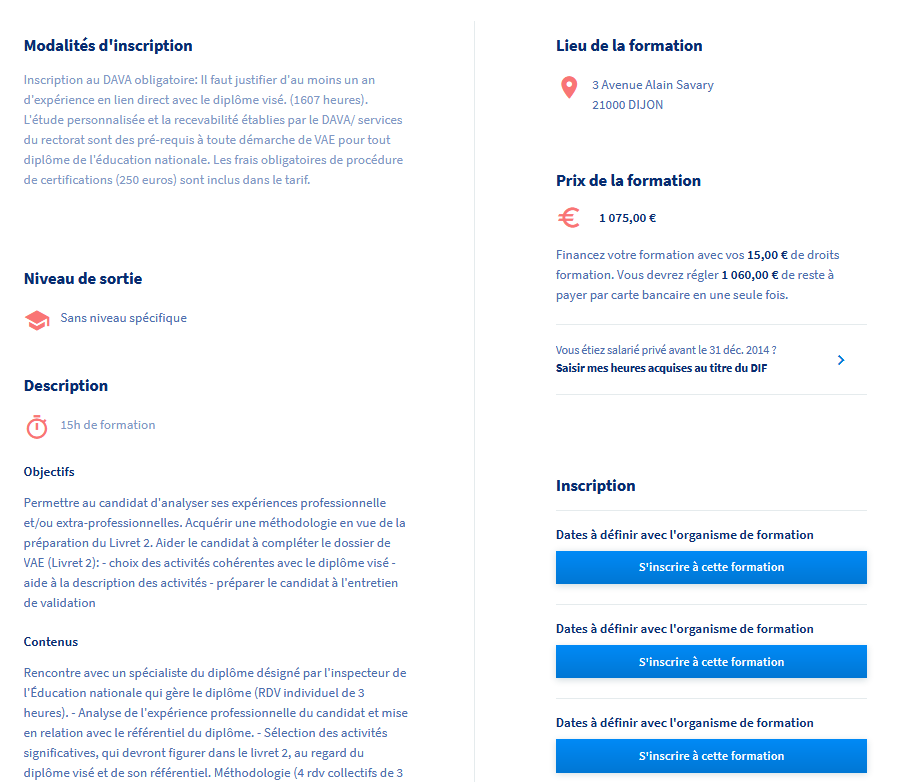 Modalités d'inscription
Inscription au DAVA obligatoire: Il faut justifier d'au moins un an
d'expérience en lien direct avec le diplôme visé. (1607 heures).
L'étude personnalisée et la recevabilité établies par le DAVA/ services
du rectorat sont des pré-requis à toute démarche de VAE pour tout
diplôme de l'éducation nationale. Les frais obligatoires de procédure
de certifications (250 euros) sont inclus dans le tarif.
Niveau de sortie
Sans niveau spécifique
Description
15h de formation
Objectifs
Permettre au candidat d'analyser ses expériences professionnelle
et/ou extra-professionnelles. Acquérir une méthodologie en vue de la
préparation du Livret 2. Aider le candidat à compléter le dossier de
VAE (Livret 2): - choix des activités cohérentes avec le diplôme visé -
aide à la description des activités - préparer le candidat à l'entretien
de validation
Contenus
Rencontre avec un spécialiste du diplôme désigné par l'inspecteur de
l'Éducation nationale qui gère le diplôme (RDV individuel de 3
heures). - Analyse de l'expérience professionnelle du candidat et mise
en relation avec le référentiel du diplôme. - Sélection des activités
significatives, qui devront figurer dans le livret 2, au regard du
diplôme visé et de son référentiel. Méthodologie (4 rdv collectifs de 3
Lieu de la formation
3 Avenue Alain Savary
21000 DIJON
Prix de la formation
1 075,00 €
Financez votre formation avec vos 15,00 € de droits
formation. Vous devrez régler 1 060,00 € de reste à
payer par carte bancaire en une seule fois.
Vous étiez salarié privé avant le 31 déc. 2014 ?
Saisir mes heures acquises au titre du DIF
Inscription
Dates à définir avec l'organisme de formation
S'inscrire à cette formation
Dates à définir avec l'organisme de formation
S'inscrire à cette formation
Dates à définir avec l'organisme de formation
S'inscrire à cette formation